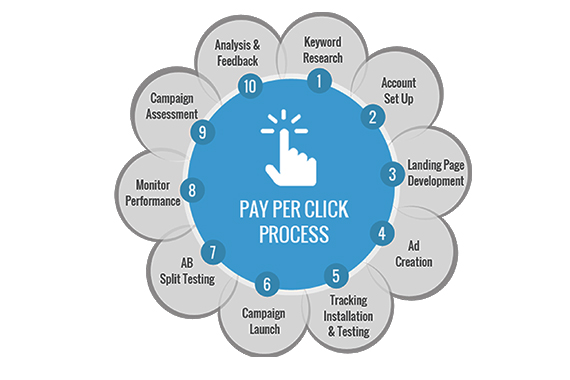 PAY PER CLICK
PROCESS
1
Keyword
Research
2
Account
Set Up
3
Landing Page
Development
4
Ad
Creation
5
Tracking
Installation
& Testing
6
Campaign
Launch
7
AB
Split Testing
8
Monitor
Performance
9
Campaign
Assessment
10
Analysis &
Feedback